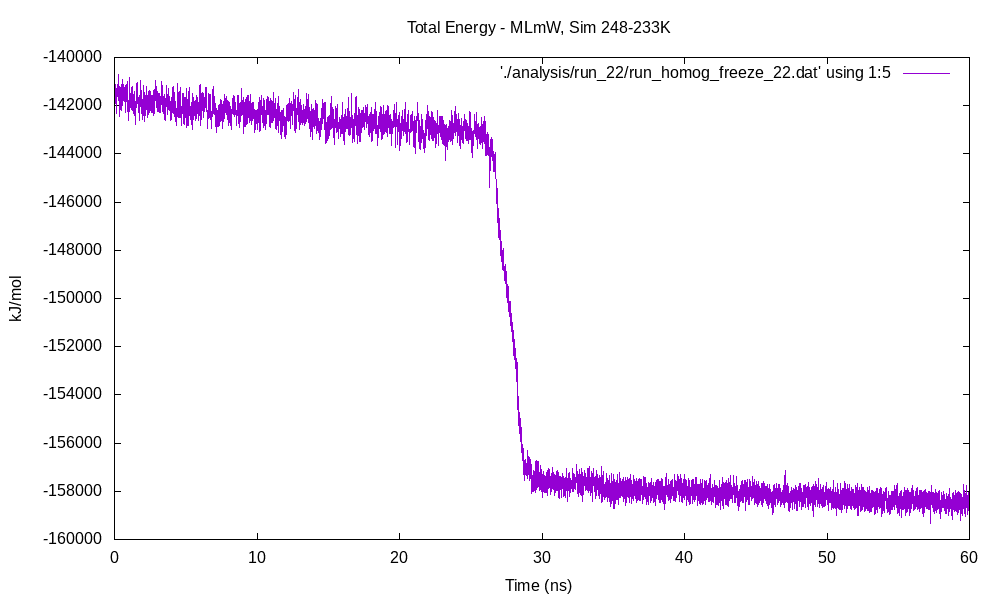 Total Energy - MLmW, Sim 248-233K
'./analysis/run_22/run_homog_freeze_22.dat' using 1:5
-140000
-142000
-144000
-146000
-148000
-150000
-152000
-154000
-156000
-158000
-160000
kJ/mol
0 10 20 30 40 50 60
Time (ns)